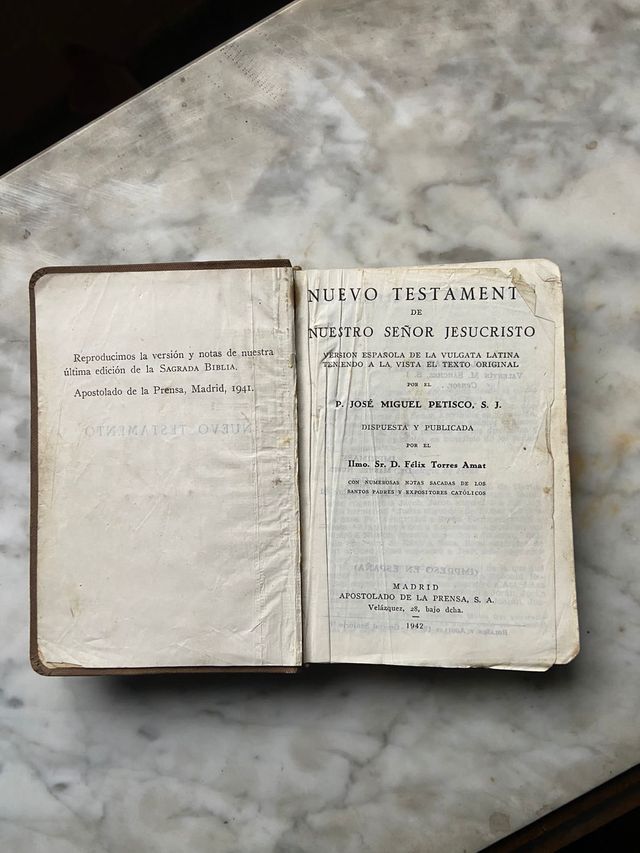 Reproducimos la versión y notas de nuestra
última edición de la SAGRADA BIBLIA.
Apostolado de la Prensa, Madrid, 1941.
NUEVO TESTAMENT
DE
NUESTRO SEÑOR JESUCRISTO
VERSION ESPAÑOLA DE LA VULGATA LATINA
TENIENDO A LA VISTA EL TEXTO ORIGINAL
POR EL
P. JOSÉ MIGUEL PETISCO, S. J.
DISPUESTA Y PUBLICADA
POR EL
Ilmo. Sr. D. Félix Torres Amat
CON NUMEROSAS NOTAS SACADAS DE LOS
SANTOS PADRES Y EXPOSITORES CATÓLICOS
MADRID
APOSTOLADO DE LA PRENSA, S. A.
Velázquez, 28, bajo dcha.
1942